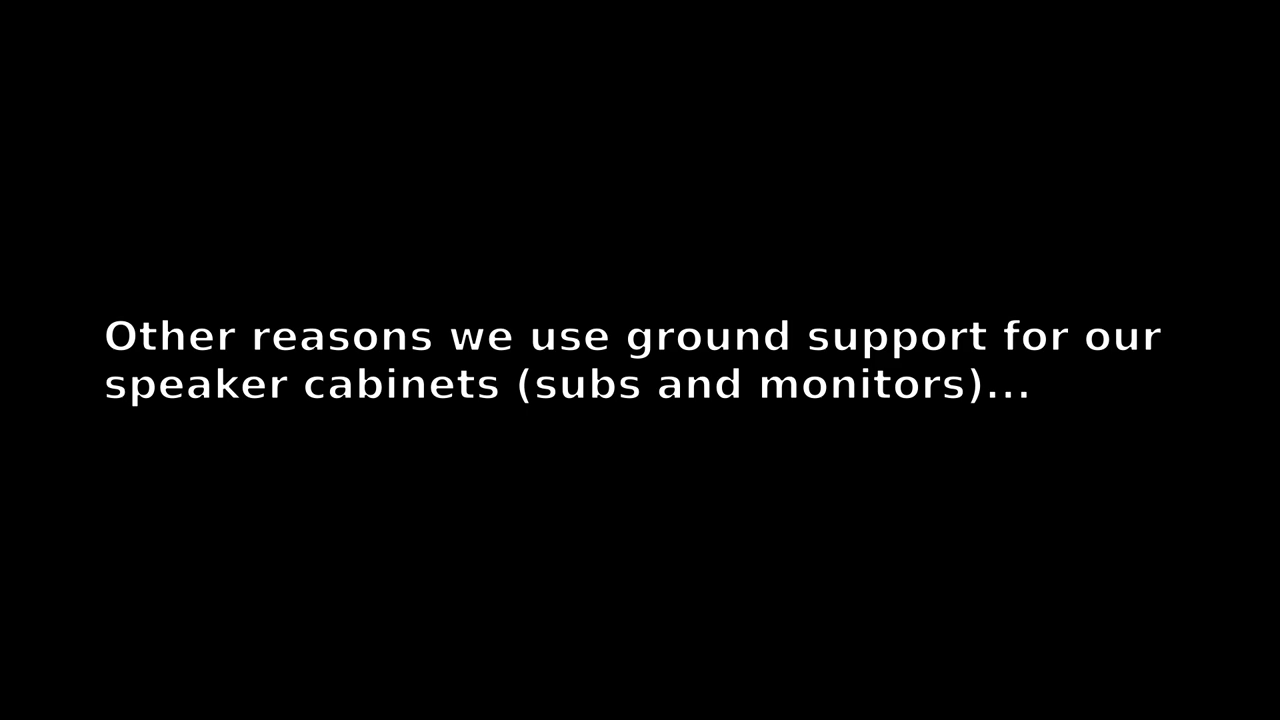 Other reasons we use ground support for our
speaker cabinets (subs and monitors)...